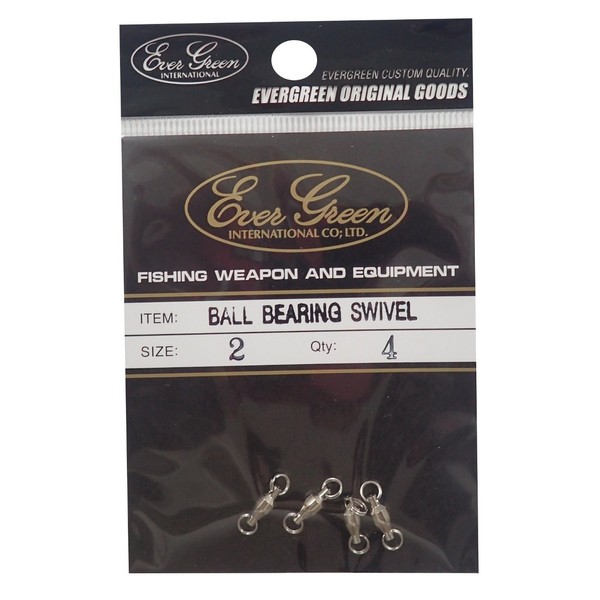 Ever Green
INTERNATIONAL
EVERGREEN CUSTOM QUALITY.
EVERGREEN ORIGINAL GOODS
Ever Green
INTERNATIONAL CO; LTD.
FISHING WEAPON AND EQUIPMENT
ITEM: BALL BEARING SWIVEL
SIZE: 2 Qty: 4